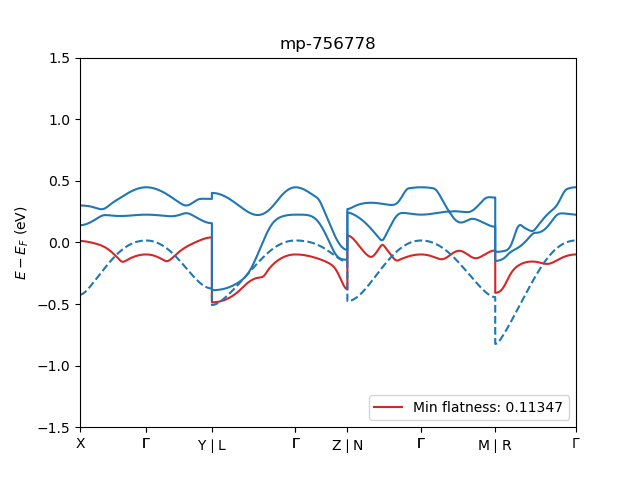 mp-756778
E − E_F (eV)
1.5
1.0
0.5
0.0
−0.5
−1.0
−1.5
Min flatness: 0.11347
X Γ Y | L Γ Z | N Γ M | R Γ